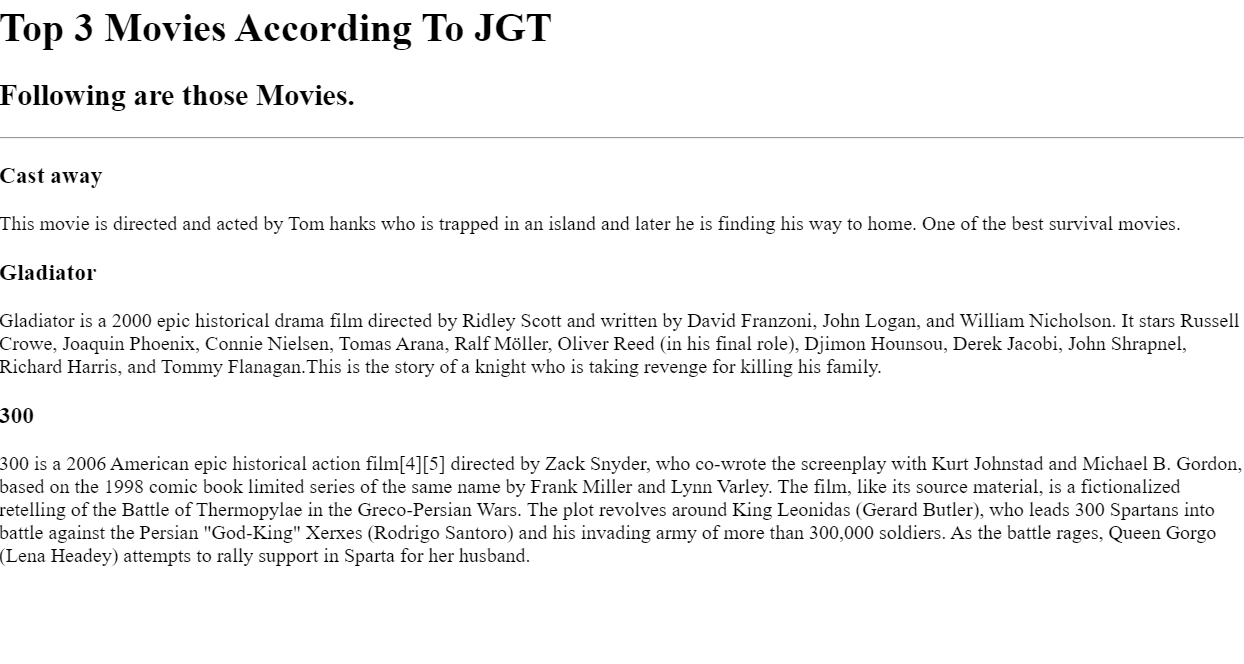 Top 3 Movies According To JGT
Following are those Movies.
Cast away
This movie is directed and acted by Tom hanks who is trapped in an island and later he is finding his way to home. One of the best survival movies.
Gladiator
Gladiator is a 2000 epic historical drama film directed by Ridley Scott and written by David Franzoni, John Logan, and William Nicholson. It stars Russell
Crowe, Joaquin Phoenix, Connie Nielsen, Tomas Arana, Ralf Möller, Oliver Reed (in his final role), Djimon Hounsou, Derek Jacobi, John Shrapnel,
Richard Harris, and Tommy Flanagan.This is the story of a knight who is taking revenge for killing his family.
300
300 is a 2006 American epic historical action film[4][5] directed by Zack Snyder, who co-wrote the screenplay with Kurt Johnstad and Michael B. Gordon,
based on the 1998 comic book limited series of the same name by Frank Miller and Lynn Varley. The film, like its source material, is a fictionalized
retelling of the Battle of Thermopylae in the Greco-Persian Wars. The plot revolves around King Leonidas (Gerard Butler), who leads 300 Spartans into
battle against the Persian "God-King" Xerxes (Rodrigo Santoro) and his invading army of more than 300,000 soldiers. As the battle rages, Queen Gorgo
(Lena Headey) attempts to rally support in Sparta for her husband.